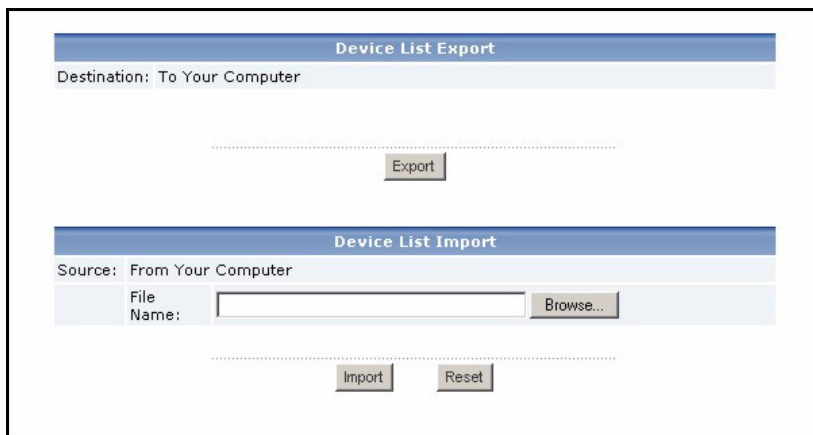 Device List Export
Destination: To Your Computer
Export
Device List Import
Source: From Your Computer
File
Name:
Browse...
Import Reset